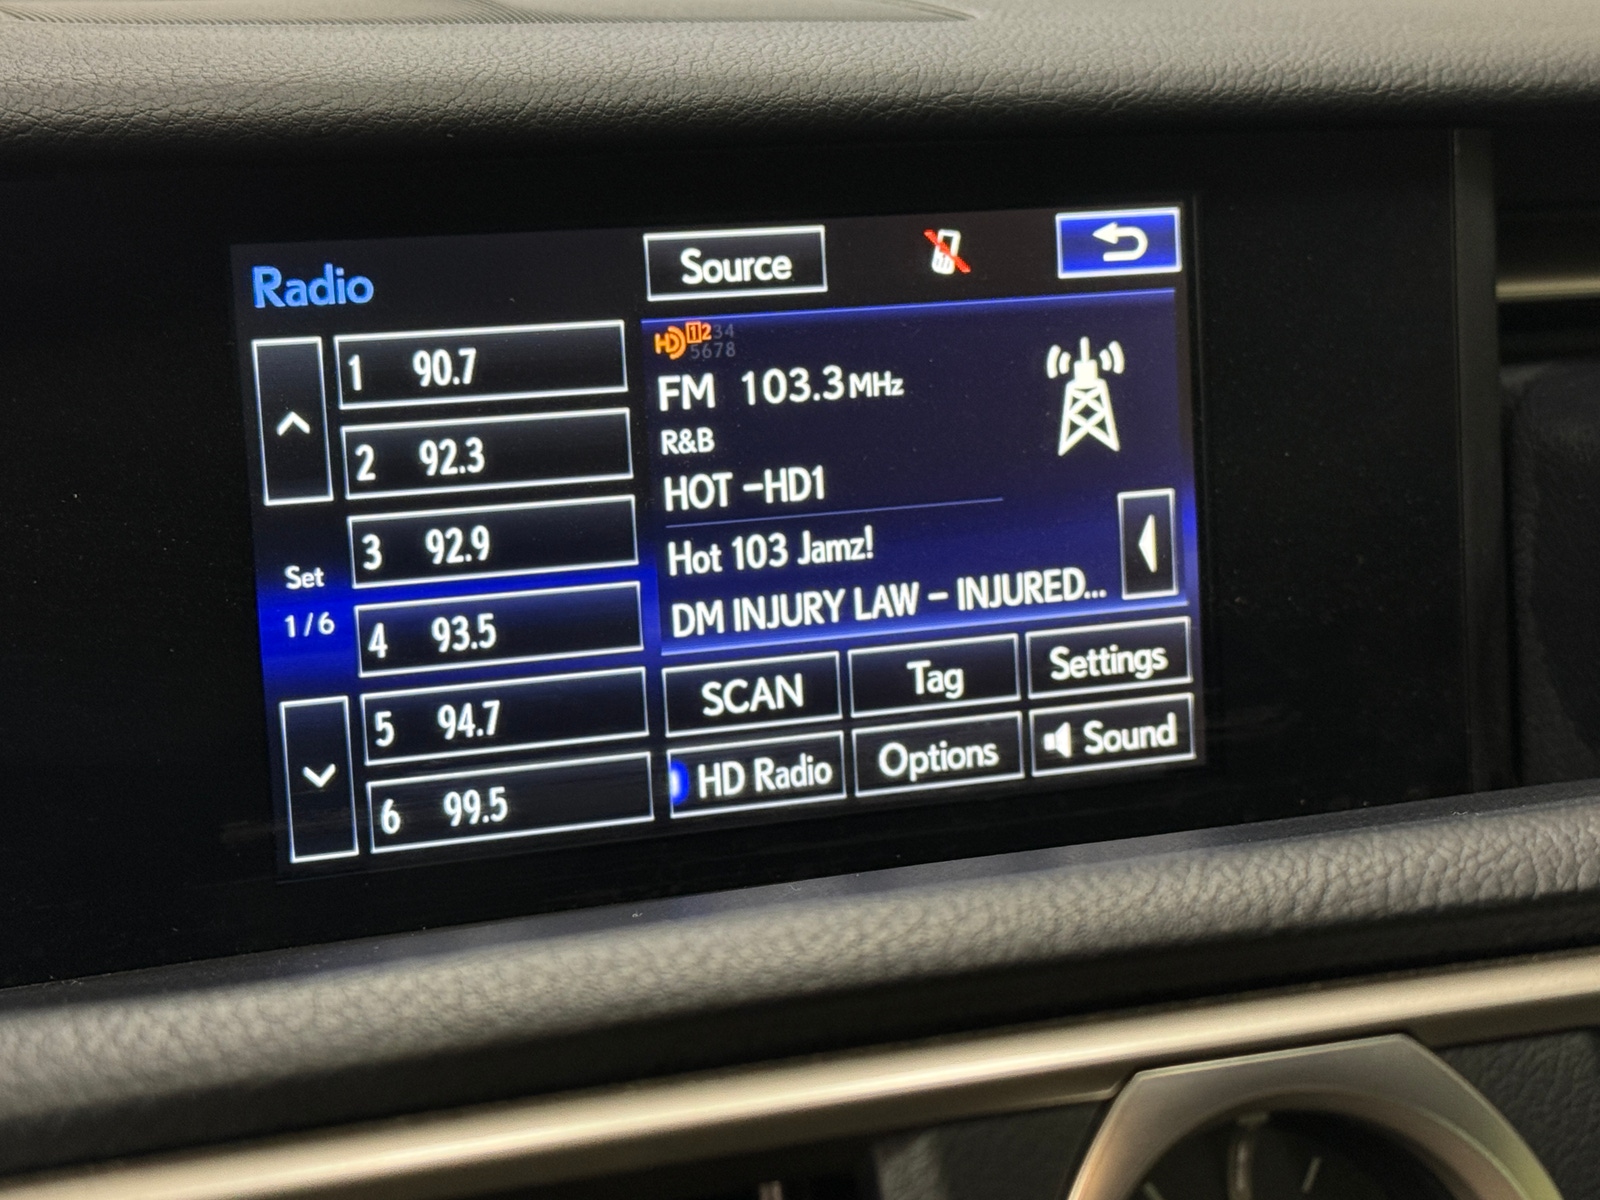 Radio
Source
1 90.7
2 92.3
3 92.9
4 93.5
5 94.7
6 99.5
Set
1/6
HD 1234
5678
FM 103.3 MHz
R&B
HOT -HD1
Hot 103 Jamz!
DM INJURY LAW - INJURED...
SCAN
Tag
Settings
HD Radio
Options
Sound